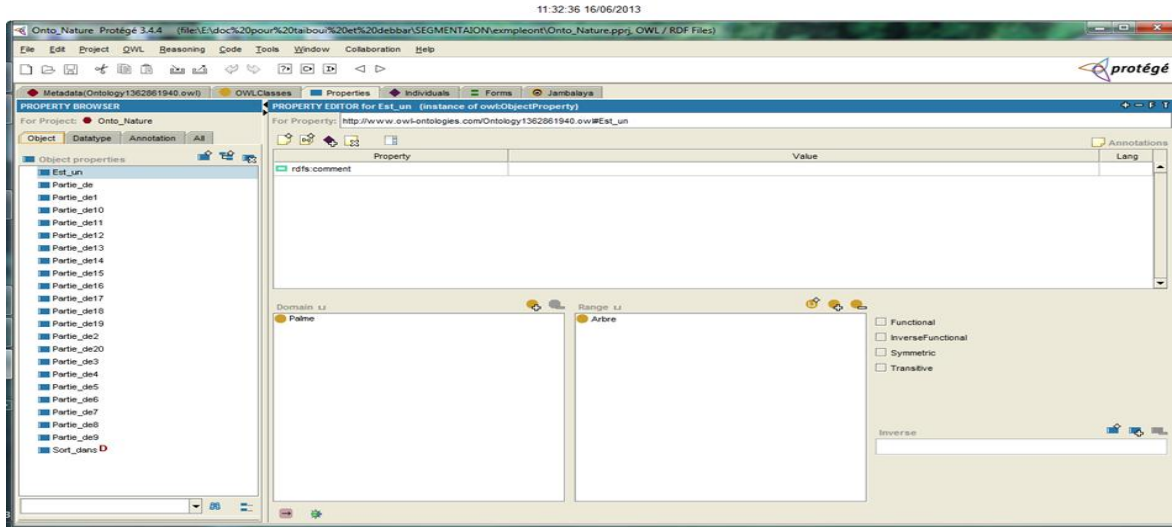 11:32:36 16/06/2013
Onto_Nature Protégé 3.4.4 (file:\E:\doc%20pour%20taiboui%20et%20debbar\SEGMENTAION\exmpleont\Onto_Nature.pprj, OWL / RDF Files)
File Edit Project OWL Reasoning Code Tools Window Collaboration Help
protégé
Metadata(Ontology1362861940.owl) OWLClasses Properties Individuals Forms Jambalaya
PROPERTY BROWSER
For Project: Onto_Nature
Object Datatype Annotation All
Object properties
Est_un
Partie_de
Partie_de1
Partie_de10
Partie_de11
Partie_de12
Partie_de13
Partie_de14
Partie_de15
Partie_de16
Partie_de17
Partie_de18
Partie_de19
Partie_de2
Partie_de20
Partie_de3
Partie_de4
Partie_de5
Partie_de6
Partie_de7
Partie_de8
Partie_de9
Sort_dans D
PROPERTY EDITOR for Est_un (instance of owl:ObjectProperty)
For Property: http://www.owl-ontologies.com/Ontology1362861940.owl#Est_un
Annotations
Property Value Lang
rdfs:comment
Domain ⊔
Palme
Range ⊔
Arbre
Functional
InverseFunctional
Symmetric
Transitive
Inverse